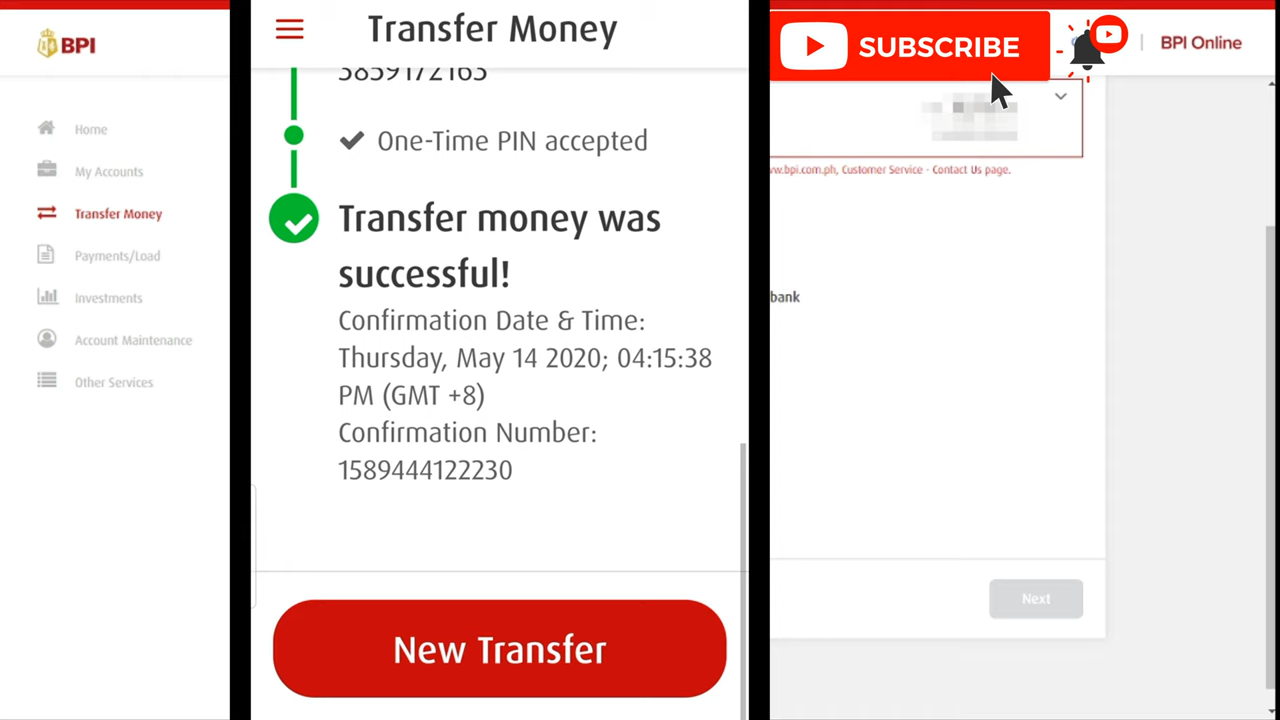 BPI
Home
My Accounts
Transfer Money
Payments/Load
Investments
Account Maintenance
Other Services
Transfer Money
3859172163
One-Time PIN accepted
Transfer money was
successful!
Confirmation Date & Time:
Thursday, May 14 2020; 04:15:38
PM (GMT +8)
Confirmation Number:
1589444122230
New Transfer
SUBSCRIBE
BPI Online
www.bpi.com.ph, Customer Service - Contact Us page.
bank
Next